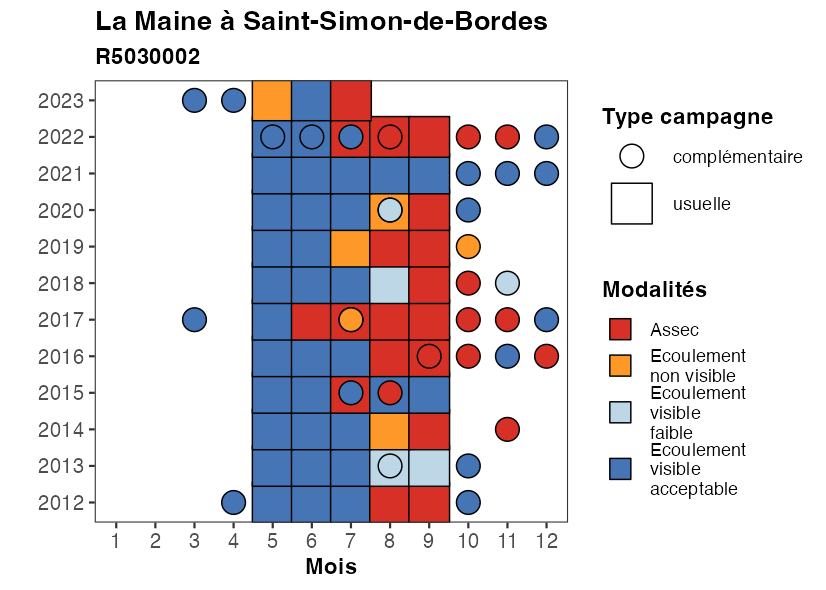 La Maine à Saint-Simon-de-Bordes
R5030002
2023
2022
2021
2020
2019
2018
2017
2016
2015
2014
2013
2012
1 2 3 4 5 6 7 8 9 10 11 12
Mois
Type campagne
complémentaire
usuelle
Modalités
Assec
Ecoulement
non visible
Ecoulement
visible
faible
Ecoulement
visible
acceptable